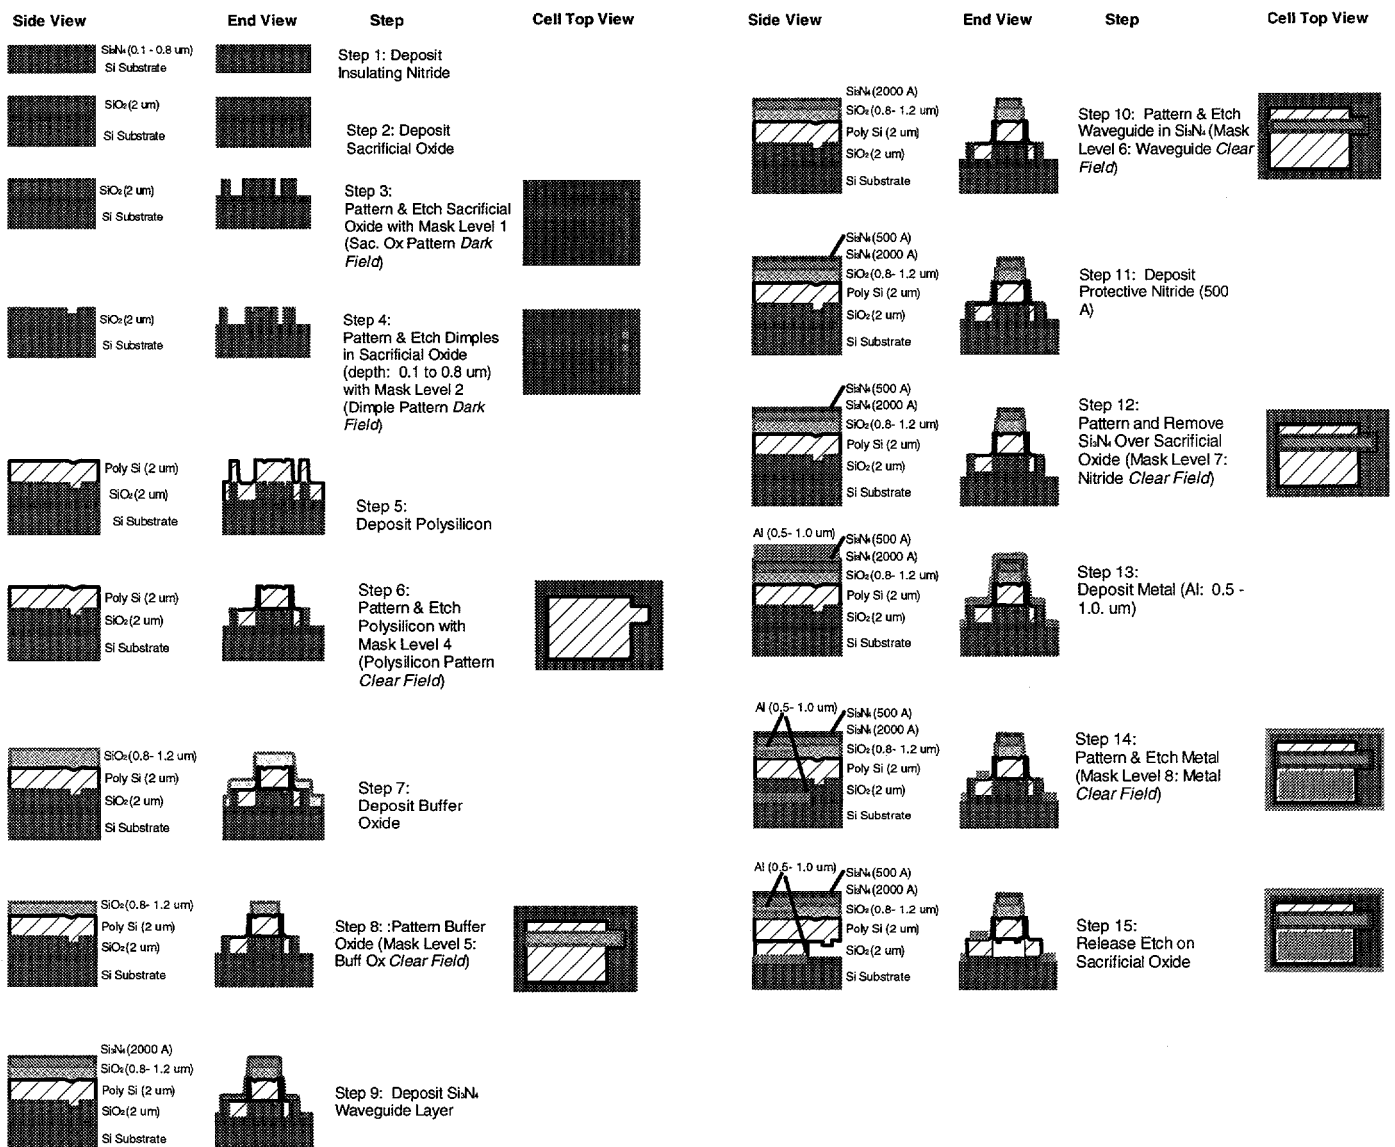 Side View End View Step Cell Top View
Si₃N₄ (0.1 - 0.8 um)
Si Substrate
Step 1: Deposit
Insulating Nitride
SiO₂ (2 um)
Si Substrate
Step 2: Deposit
Sacrificial Oxide
SiO₂ (2 um)
Si Substrate
Step 3:
Pattern & Etch Sacrificial
Oxide with Mask Level 1
(Sac. Ox Pattern Dark
Field)
SiO₂ (2 um)
Si Substrate
Step 4:
Pattern & Etch Dimples
in Sacrificial Oxide
(depth: 0.1 to 0.8 um)
with Mask Level 2
(Dimple Pattern Dark
Field)
Poly Si (2 um)
SiO₂ (2 um)
Si Substrate
Step 5:
Deposit Polysilicon
Poly Si (2 um)
SiO₂ (2 um)
Si Substrate
Step 6:
Pattern & Etch
Polysilicon with
Mask Level 4
(Polysilicon Pattern
Clear Field)
SiO₂ (0.8- 1.2 um)
Poly Si (2 um)
SiO₂ (2 um)
Si Substrate
Step 7:
Deposit Buffer
Oxide
SiO₂ (0.8- 1.2 um)
Poly Si (2 um)
SiO₂ (2 um)
Si Substrate
Step 8: :Pattern Buffer
Oxide (Mask Level 5:
Buff Ox Clear Field)
Si₃N₄ (2000 A)
SiO₂ (0.8- 1.2 um)
Poly Si (2 um)
SiO₂ (2 um)
Si Substrate
Step 9: Deposit Si₃N₄
Waveguide Layer
Side View End View Step Cell Top View
Si₃N₄ (2000 A)
SiO₂ (0.8- 1.2 um)
Poly Si (2 um)
SiO₂ (2 um)
Si Substrate
Step 10: Pattern & Etch
Waveguide in Si₃N₄ (Mask
Level 6: Waveguide Clear
Field)
Si₃N₄ (500 A)
Si₃N₄ (2000 A)
SiO₂ (0.8- 1.2 um)
Poly Si (2 um)
SiO₂ (2 um)
Si Substrate
Step 11: Deposit
Protective Nitride (500
A)
Si₃N₄ (500 A)
Si₃N₄ (2000 A)
SiO₂ (0.8- 1.2 um)
Poly Si (2 um)
SiO₂ (2 um)
Si Substrate
Step 12:
Pattern and Remove
Si₃N₄ Over Sacrificial
Oxide (Mask Level 7:
Nitride Clear Field)
Al (0.5- 1.0 um)
Si₃N₄ (500 A)
Si₃N₄ (2000 A)
SiO₂ (0.8- 1.2 um)
Poly Si (2 um)
SiO₂ (2 um)
Si Substrate
Step 13:
Deposit Metal (Al: 0.5 -
1.0. um)
Al (0.5- 1.0 um)
Si₃N₄ (500 A)
Si₃N₄ (2000 A)
SiO₂ (0.8- 1.2 um)
Poly Si (2 um)
SiO₂ (2 um)
Si Substrate
Step 14:
Pattern & Etch Metal
(Mask Level 8: Metal
Clear Field)
Al (0.5- 1.0 um)
Si₃N₄ (500 A)
Si₃N₄ (2000 A)
SiO₂ (0.8- 1.2 um)
Poly Si (2 um)
SiO₂ (2 um)
Si Substrate
Step 15:
Release Etch on
Sacrificial Oxide